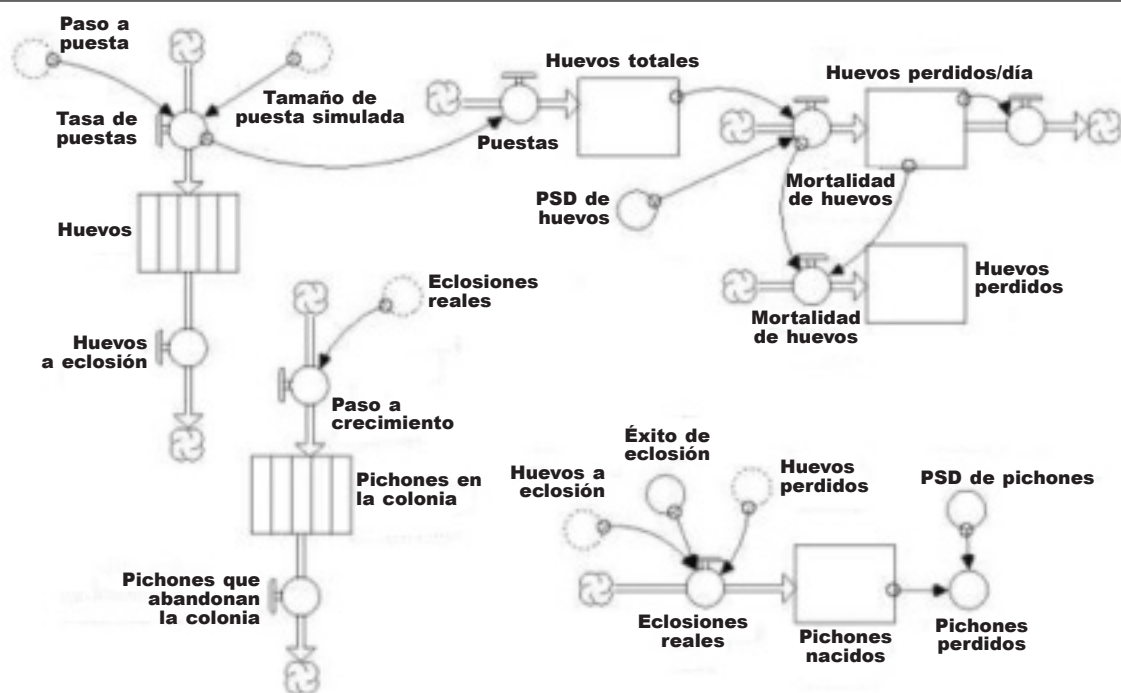 Paso a
puesta
Tamaño de
puesta simulada
Tasa de
puestas
Huevos
Huevos
a eclosión
Huevos totales
Puestas
Huevos perdidos/día
PSD de
huevos
Mortalidad
de huevos
Huevos
perdidos
Mortalidad
de huevos
Eclosiones
reales
Paso a
crecimiento
Pichones en
la colonia
Pichones que
abandonan
la colonia
Éxito de
eclosión
Huevos a
eclosión
Huevos
perdidos
PSD de pichones
Eclosiones
reales
Pichones
nacidos
Pichones
perdidos